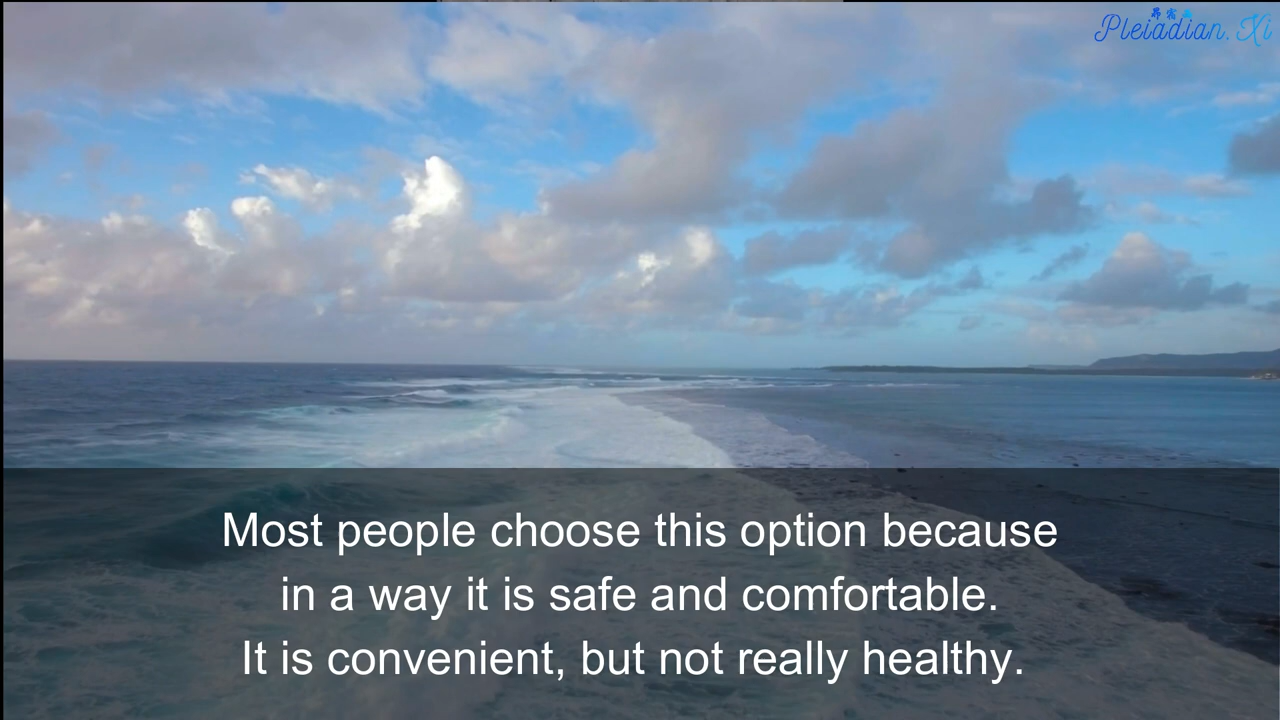 Pleiadian.Xi
Most people choose this option because
in a way it is safe and comfortable.
It is convenient, but not really healthy.